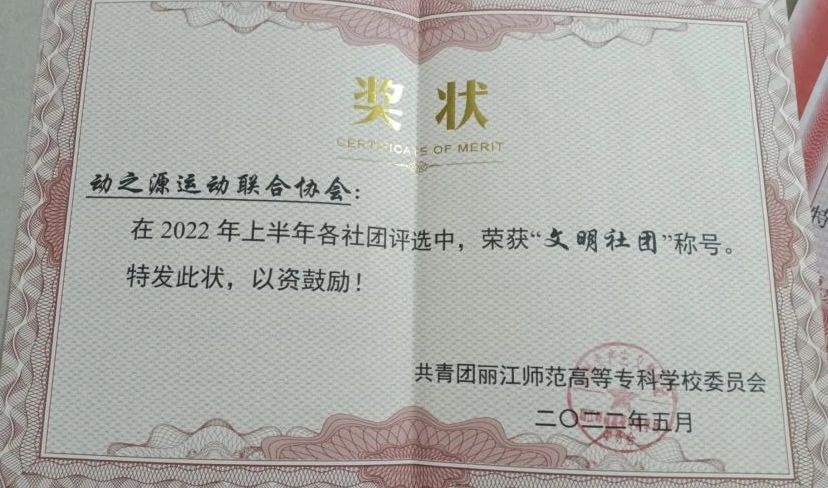 奖状
CERTIFICATE OF MERIT
动之源运动联合协会：
在2022年上半年各社团评选中，荣获“文明社团”称号。
特发此状，以资鼓励！
共青团丽江师范高等专科学校委员会
二〇二二年五月
特